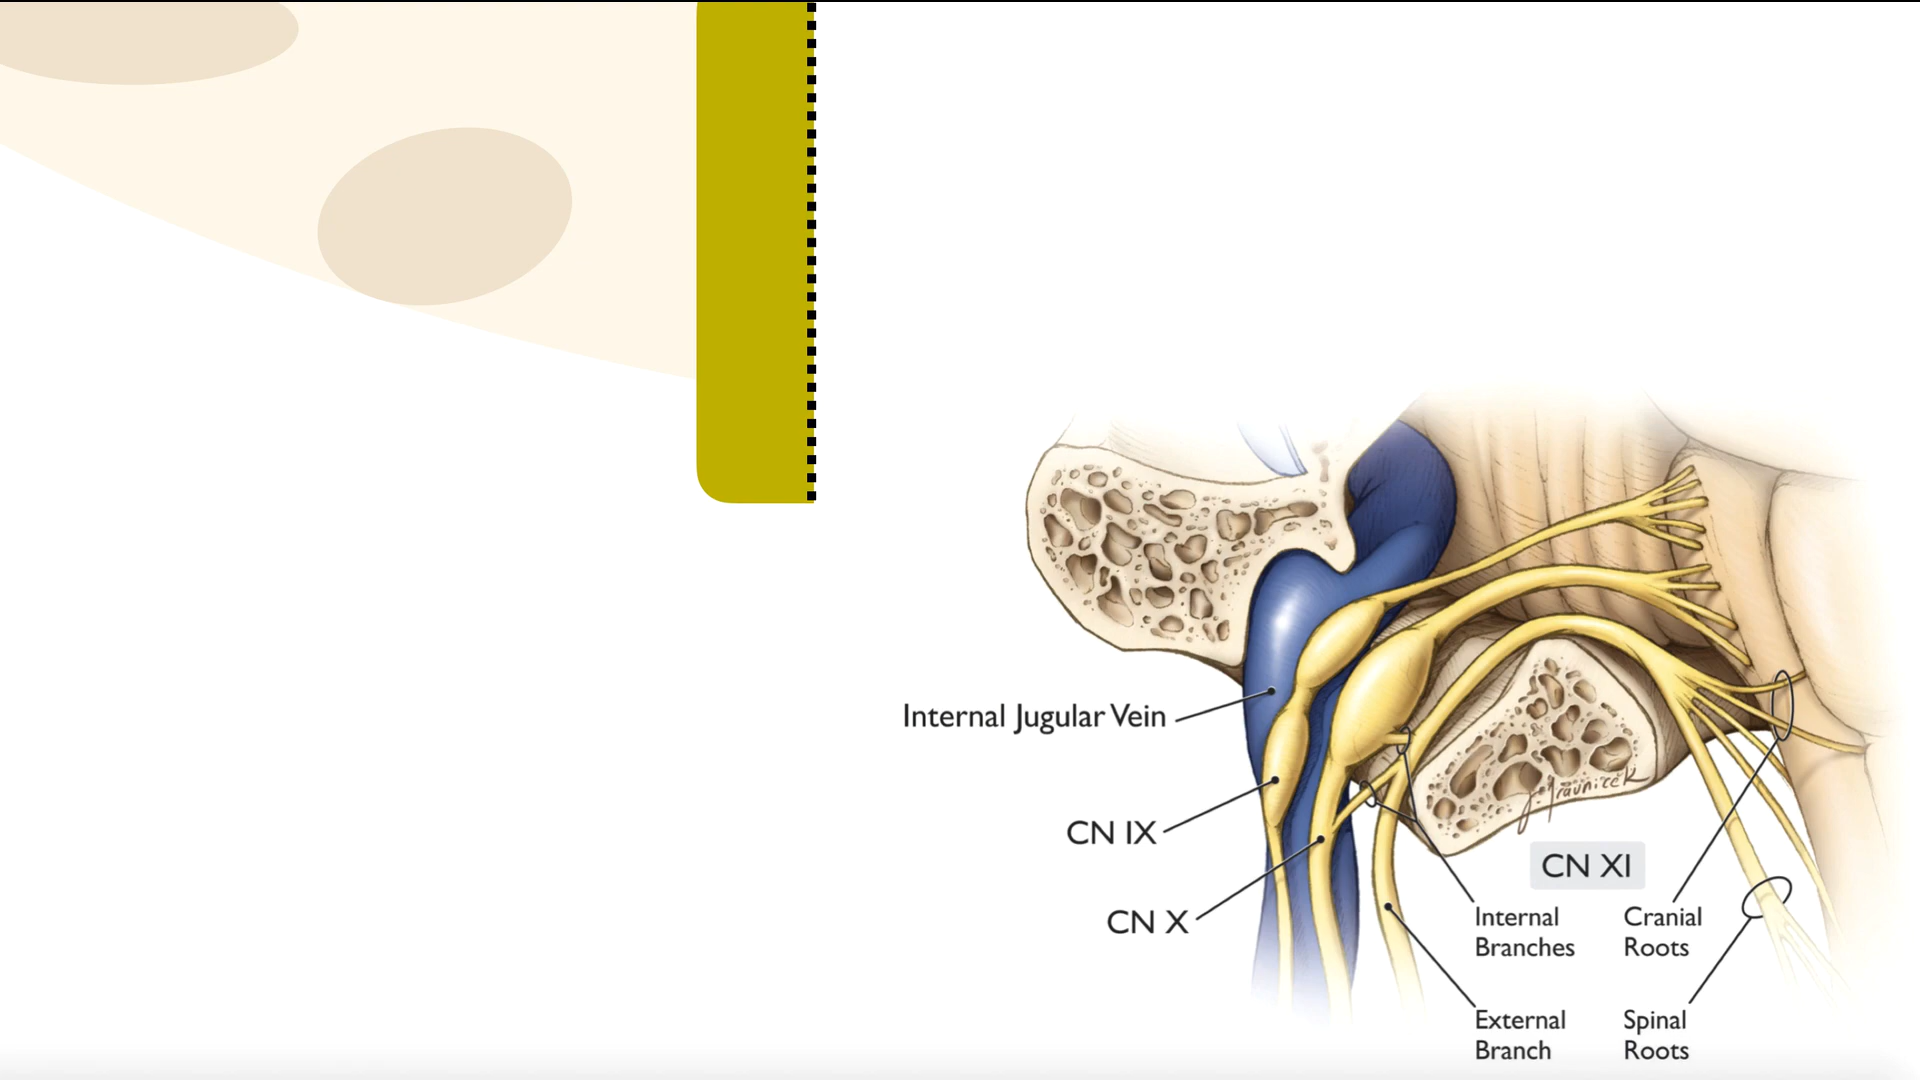 Internal Jugular Vein
CN IX
CN X
CN XI
Internal
Branches
Cranial
Roots
External
Branch
Spinal
Roots